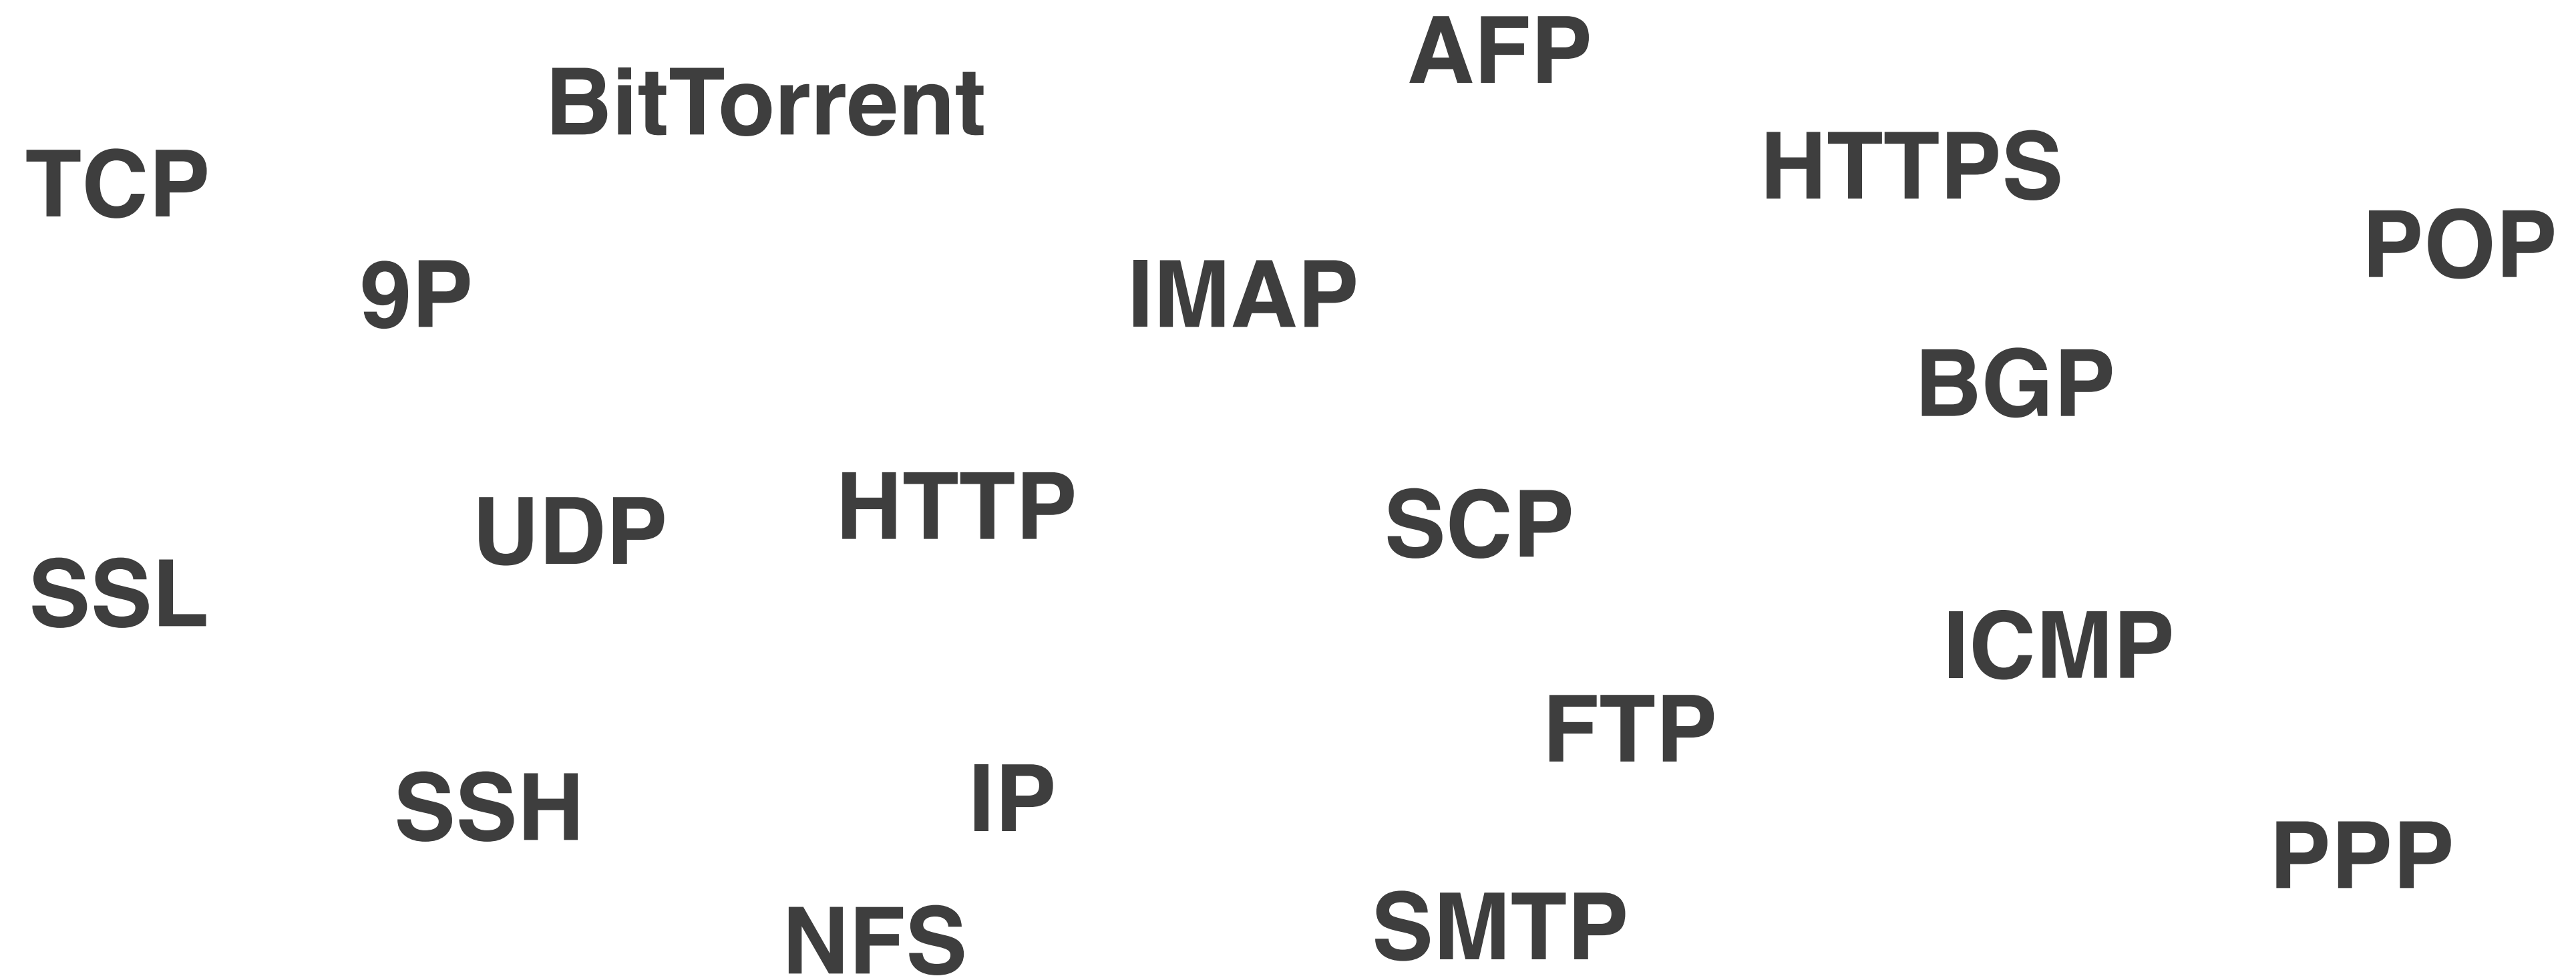 AFP
BitTorrent
HTTPS
TCP
POP
9P
IMAP
BGP
HTTP
SCP
UDP
SSL
ICMP
FTP
IP
SSH
PPP
SMTP
NFS